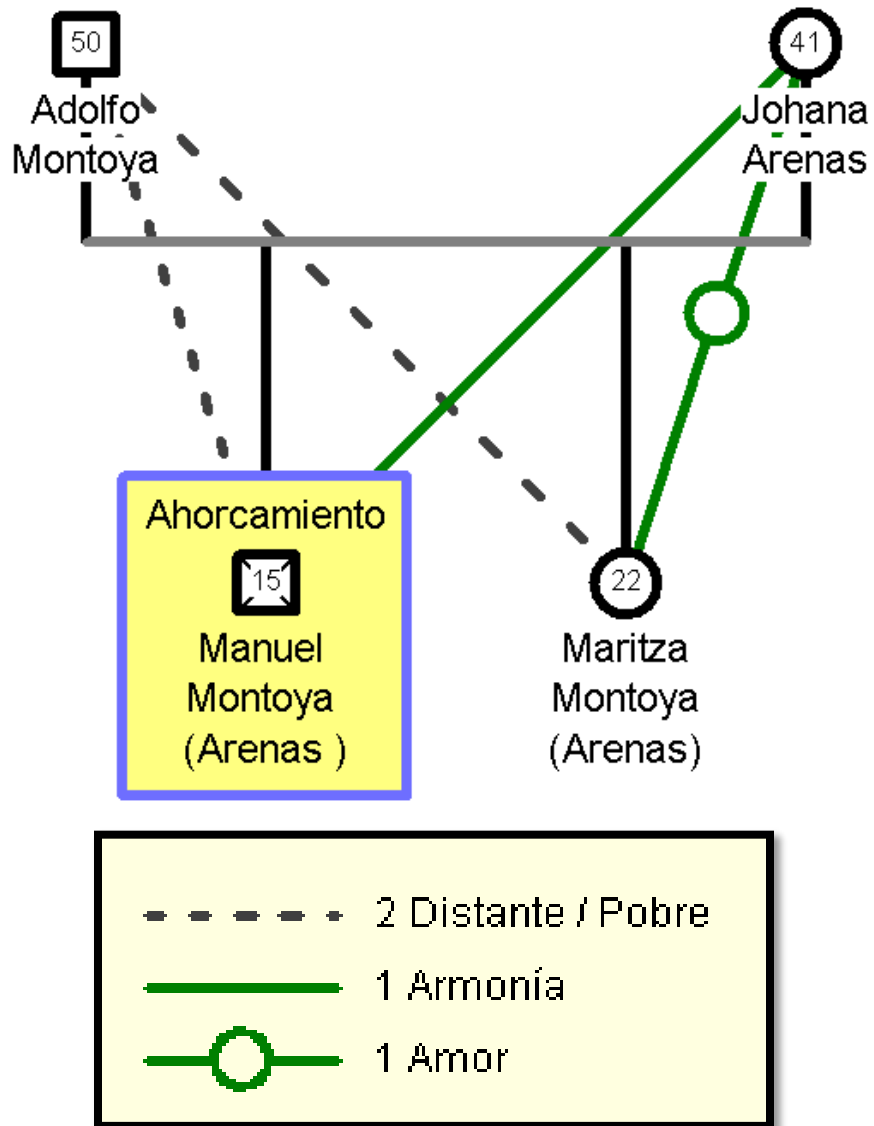 50
Adolfo
Montoya
41
Johana
Arenas
Ahorcamiento
15
Manuel
Montoya
(Arenas )
22
Maritza
Montoya
(Arenas)
2 Distante / Pobre
1 Armonía
1 Amor